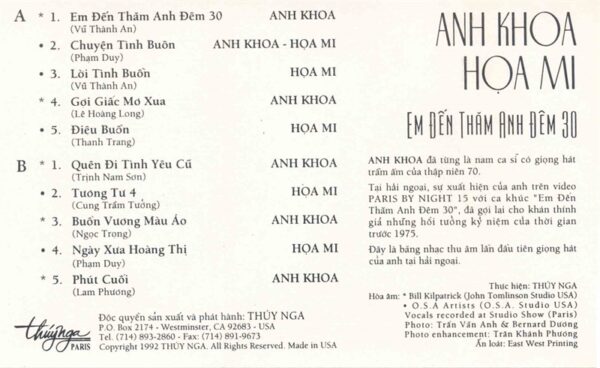 A * 1. Em Đến Thăm Anh Đêm 30 ANH KHOA
(Vũ Thành An)
• 2. Chuyện Tình Buồn ANH KHOA - HỌA MI
(Phạm Duy)
• 3. Lời Tình Buồn HỌA MI
(Vũ Thành An)
* 4. Gợi Giấc Mơ Xưa ANH KHOA
(Lê Hoàng Long)
• 5. Điệu Buồn HỌA MI
(Thanh Trang)
B * 1. Quên Đi Tình Yêu Cũ ANH KHOA
(Trịnh Nam Sơn)
• 2. Tương Tư 4 HỌA MI
(Cung Trầm Tưởng)
* 3. Buồn Vương Màu Áo ANH KHOA
(Ngọc Trọng)
• 4. Ngày Xưa Hoàng Thị HỌA MI
(Phạm Duy)
* 5. Phút Cuối ANH KHOA
(Lam Phương)
thúy nga
PARIS
Độc quyền sản xuất và phát hành: THÚY NGA
P.O. Box 2174 - Westminster, CA 92683 - USA
Tel. (714) 893-2860 - Fax: (714) 891-9673
Copyright 1992 THÚY NGA. All Rights Reserved. Made in USA
ANH KHOA
HỌA MI
EM ĐẾN THĂM ANH ĐÊM 30
ANH KHOA đã từng là nam ca sĩ có giọng hát
trầm ấm của thập niên 70.
Tại hải ngoại, sự xuất hiện của anh trên video
PARIS BY NIGHT 15 với ca khúc "Em Đến
Thăm Anh Đêm 30", đã gợi lại cho khán thính
giả những hồi tưởng kỷ niệm của thời gian
trước 1975.
Đây là băng nhạc thu âm lần đầu tiên giọng hát
của anh tại hải ngoại.
Thực hiện: THÚY NGA
Hòa âm: * Bill Kilpatrick (John Tomlinson Studio USA)
• O.S.A Artists (O.S.A. Studio USA)
Vocals recorded at Studio Show (Paris)
Photo: Trần Văn Anh & Bernard Dương
Photo enhancement: Trần Khánh Phương
Ấn loát: East West Printing